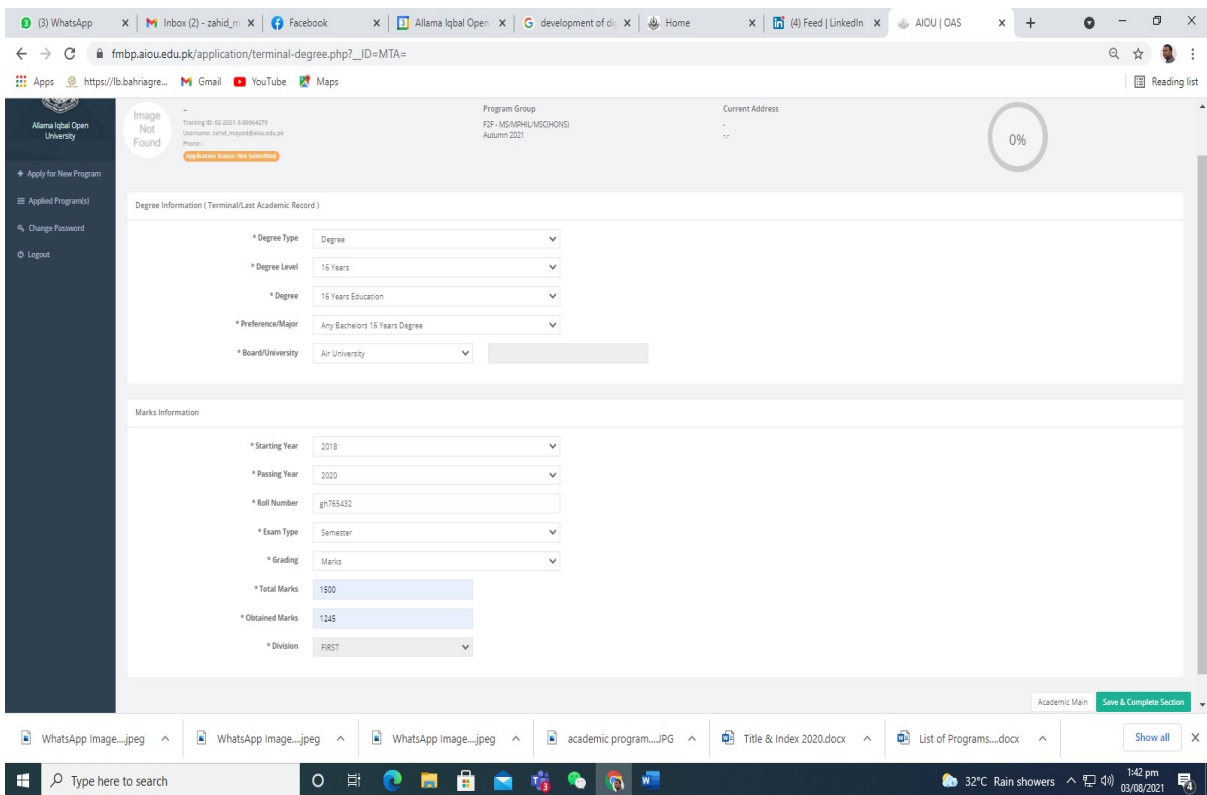 (3) WhatsApp
Inbox (2) - zahid_m
Facebook
Allama Iqbal Open
development of di
Home
(4) Feed | LinkedIn
AIOU | OAS
fmbp.aiou.edu.pk/application/terminal-degree.php?__ID=MTA=
Apps
https://lb.bahriagre...
Gmail
YouTube
Maps
Reading list
Allama Iqbal Open
University
Apply for New Program
Applied Program(s)
Change Password
Logout
Image
Not
Found
-
Tracking ID: 02-2021-3-00064279
Username: zahid_majeed@aiou.edu.pk
Phone: -
Application Status: Not Submitted
Program Group
F2F - MS/MPHIL/MSC(HONS)
Autumn 2021
Current Address
-
-,-
0%
Degree Information ( Terminal/Last Academic Record )
* Degree Type Degree
* Degree Level 16 Years
* Degree 16 Years Education
* Preference/Major Any Bachelors 16 Years Degree
* Board/University Air University
Marks Information
* Starting Year 2018
* Passing Year 2020
* Roll Number gh765432
* Exam Type Semester
* Grading Marks
* Total Marks 1500
* Obtained Marks 1245
* Division FIRST
Academic Main Save & Complete Section
WhatsApp Image....jpeg
WhatsApp Image....jpeg
WhatsApp Image....jpeg
academic program....JPG
Title & Index 2020.docx
List of Programs....docx
Show all
Type here to search
32°C Rain showers
1:42 pm
03/08/2021